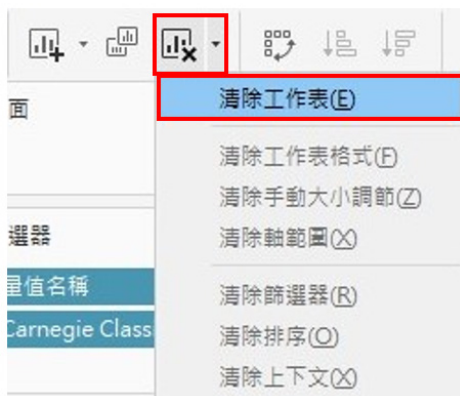 清除工作表(E)
面
清除工作表格式(F)
清除手動大小調節(Z)
選器
清除軸範圍(X)
量值名稱
清除篩選器(R)
Carnegie Class
清除排序(O)
清除上下文(X)